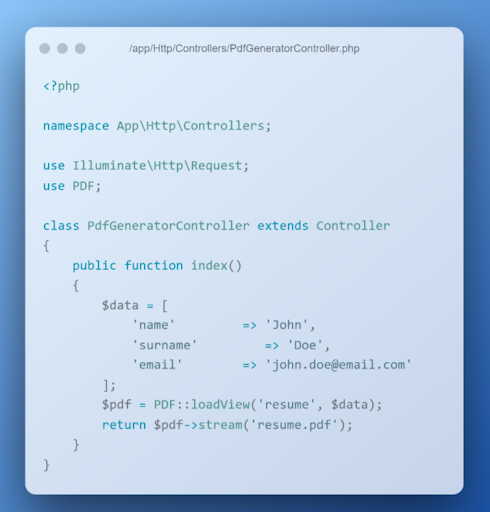 /app/Http/Controllers/PdfGeneratorController.php
<?php
namespace App\Http\Controllers;
use Illuminate\Http\Request;
use PDF;
class PdfGeneratorController extends Controller
{
    public function index()
    {
        $data = [
            'name'         => 'John',
            'surname'         => 'Doe',
            'email'        => 'john.doe@email.com'
        ];
        $pdf = PDF::loadView('resume', $data);
        return $pdf->stream('resume.pdf');
    }
}